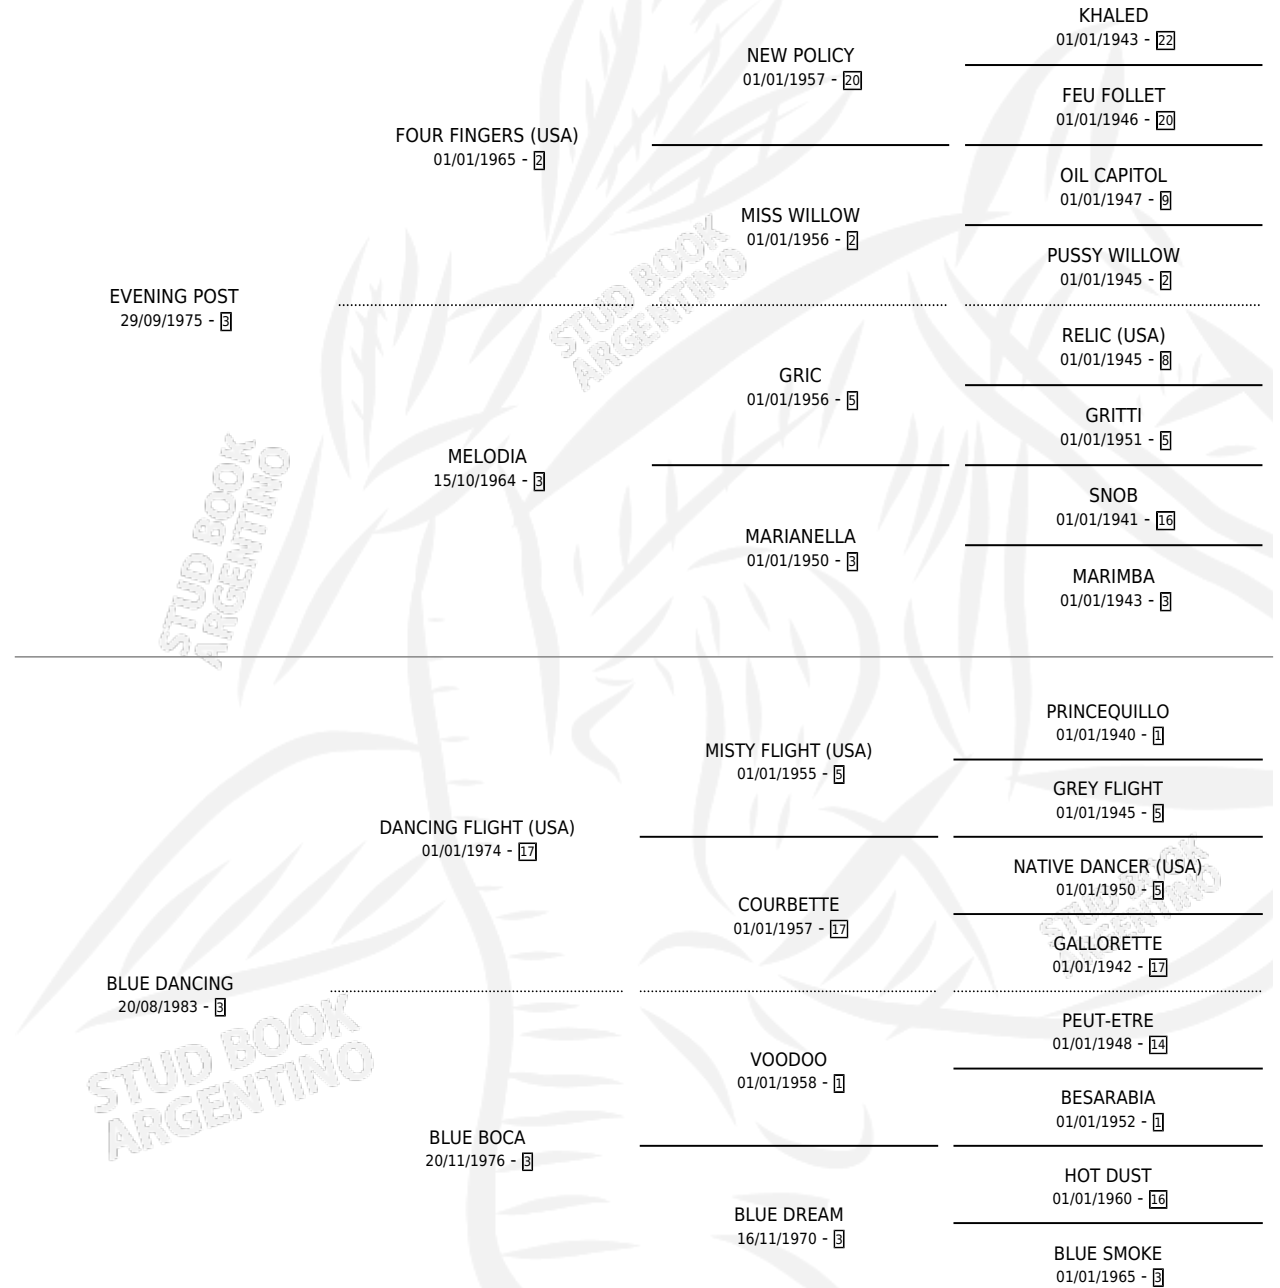 KHALED
01/01/1943 - 22
NEW POLICY
01/01/1957 - 20
FEU FOLLET
01/01/1946 - 20
FOUR FINGERS (USA)
01/01/1965 - 2
OIL CAPITOL
01/01/1947 - 9
MISS WILLOW
01/01/1956 - 2
PUSSY WILLOW
01/01/1945 - 2
EVENING POST
29/09/1975 - 3
STUD BOOK
ARGENTINO
RELIC (USA)
01/01/1945 - 8
GRIC
01/01/1956 - 5
GRITTI
01/01/1951 - 5
MELODIA
15/10/1964 - 3
SNOB
01/01/1941 - 16
MARIANELLA
01/01/1950 - 3
MARIMBA
01/01/1943 - 3
STUD BOOK
ARGENTINO
PRINCEQUILLO
01/01/1940 - 1
MISTY FLIGHT (USA)
01/01/1955 - 5
GREY FLIGHT
01/01/1945 - 5
DANCING FLIGHT (USA)
01/01/1974 - 17
NATIVE DANCER (USA)
01/01/1950 - 5
COURBETTE
01/01/1957 - 17
GALLORETTE
01/01/1942 - 17
STUD BOOK
ARGENTINO
BLUE DANCING
20/08/1983 - 3
PEUT-ETRE
01/01/1948 - 14
VOODOO
01/01/1958 - 1
BESARABIA
01/01/1952 - 1
STUD BOOK
ARGENTINO
BLUE BOCA
20/11/1976 - 3
HOT DUST
01/01/1960 - 16
BLUE DREAM
16/11/1970 - 3
BLUE SMOKE
01/01/1965 - 3